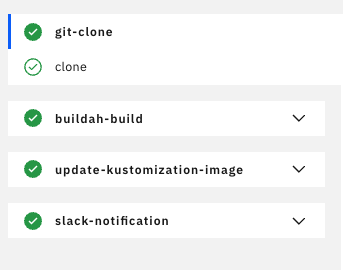 git-clone
clone
buildah-build
update-kustomization-image
slack-notification